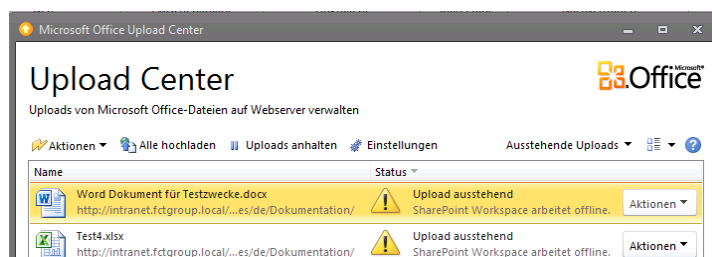 Microsoft Office Upload Center
Upload Center
Microsoft®
Office
Uploads von Microsoft Office-Dateien auf Webserver verwalten
Aktionen Alle hochladen Uploads anhalten Einstellungen Ausstehende Uploads
Name Status
Word Dokument für Testzwecke.docx Upload ausstehend
http://intranet.fctgroup.local/...es/de/Dokumentation/ SharePoint Workspace arbeitet offline. Aktionen
Test4.xlsx Upload ausstehend
http://intranet.fctgroup.local/...es/de/Dokumentation/ SharePoint Workspace arbeitet offline. Aktionen